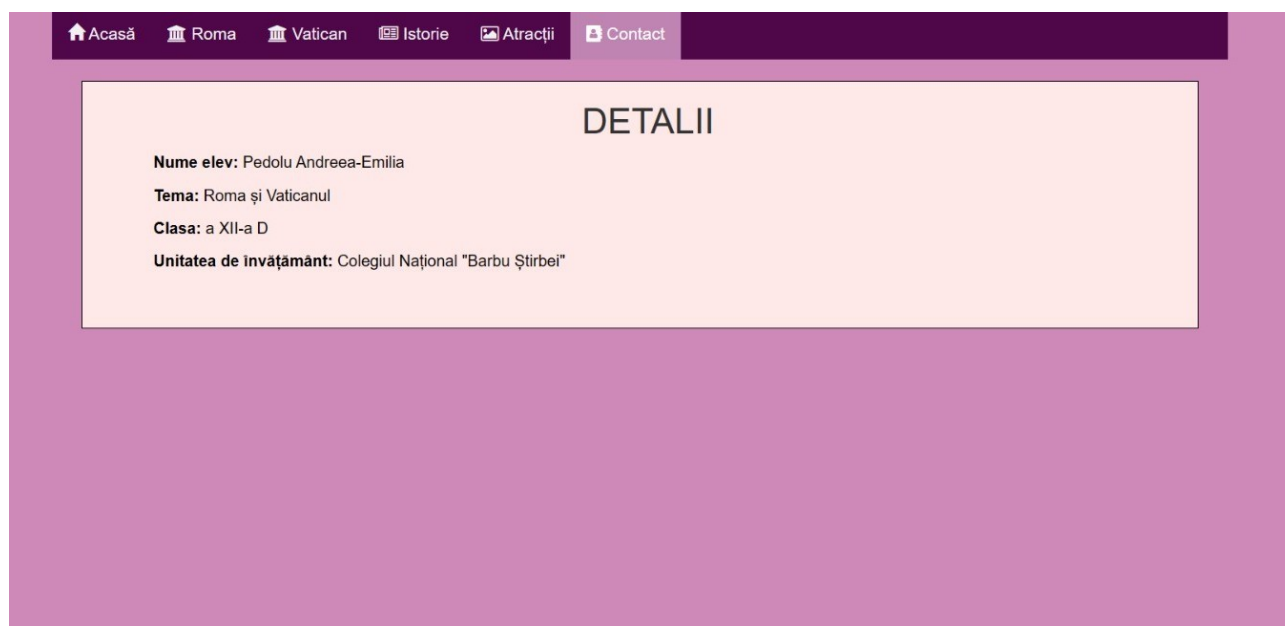 Acasă Roma Vatican Istorie Atracții Contact
DETALII
Nume elev: Pedolu Andreea-Emilia
Tema: Roma și Vaticanul
Clasa: a XII-a D
Unitatea de învățământ: Colegiul Național "Barbu Știrbei"